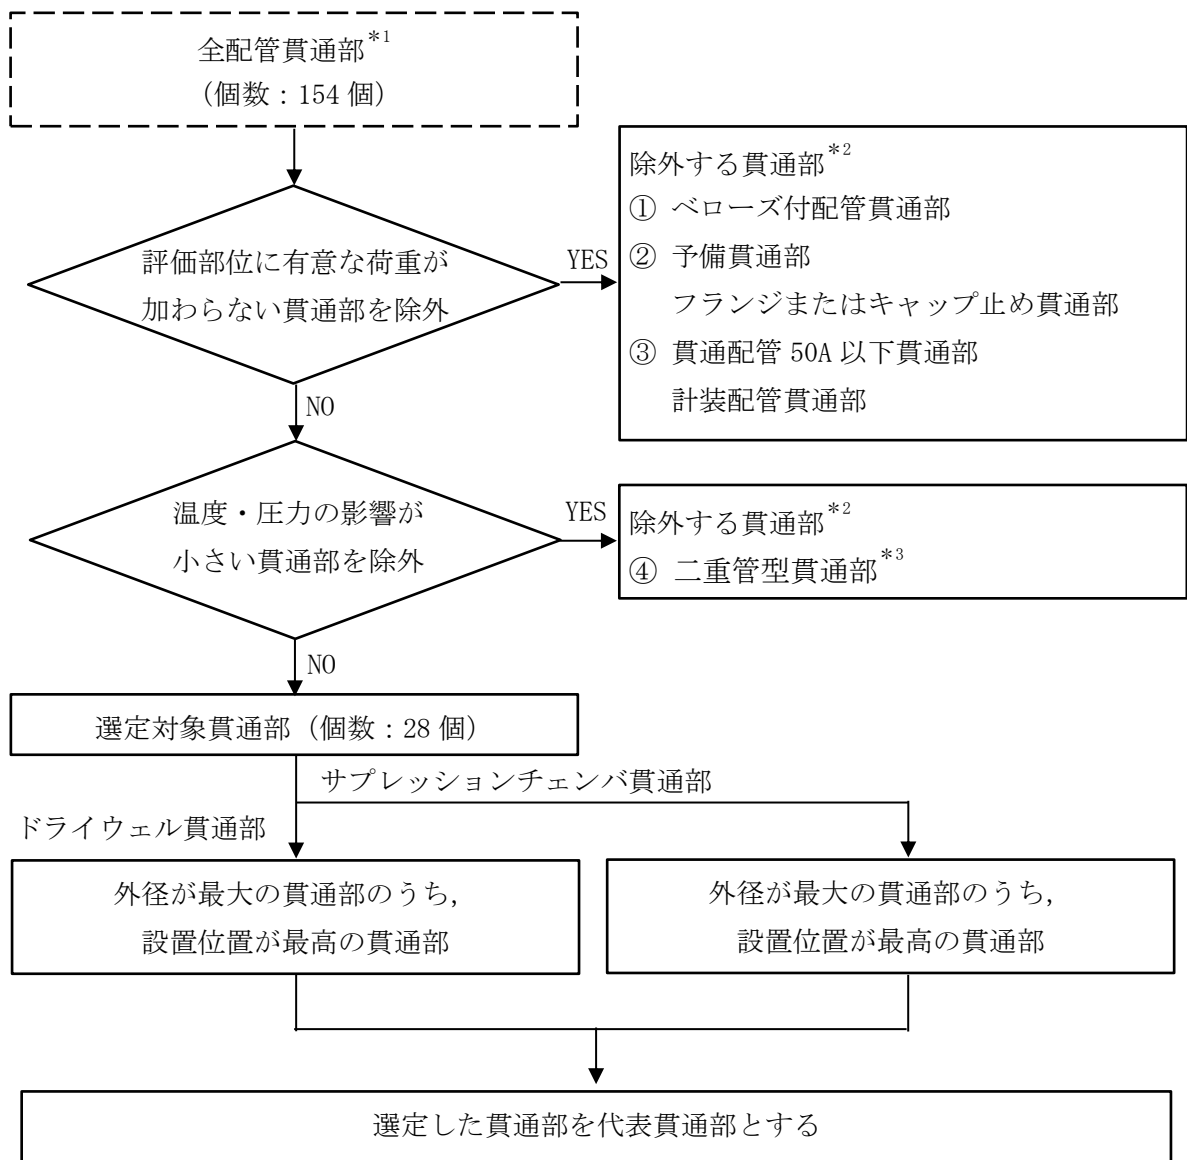 全配管貫通部*1
(個数：154 個)
評価部位に有意な荷重が
加わらない貫通部を除外
YES
除外する貫通部*2
① ベローズ付配管貫通部
② 予備貫通部
フランジまたはキャップ止め貫通部
③ 貫通配管 50A 以下貫通部
計装配管貫通部
NO
温度・圧力の影響が
小さい貫通部を除外
YES
除外する貫通部*2
④ 二重管型貫通部*3
NO
選定対象貫通部 (個数：28 個)
サプレッションチェンバ貫通部
ドライウェル貫通部
外径が最大の貫通部のうち,
設置位置が最高の貫通部
外径が最大の貫通部のうち,
設置位置が最高の貫通部
選定した貫通部を代表貫通部とする